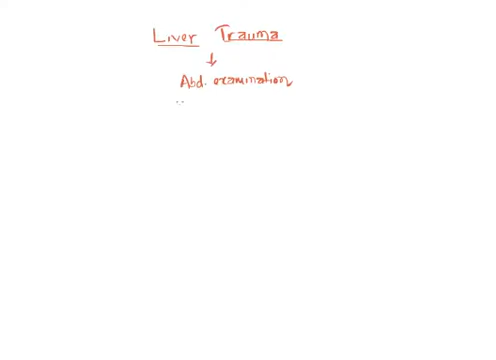 Liver Trauma
↓
Abd. examination